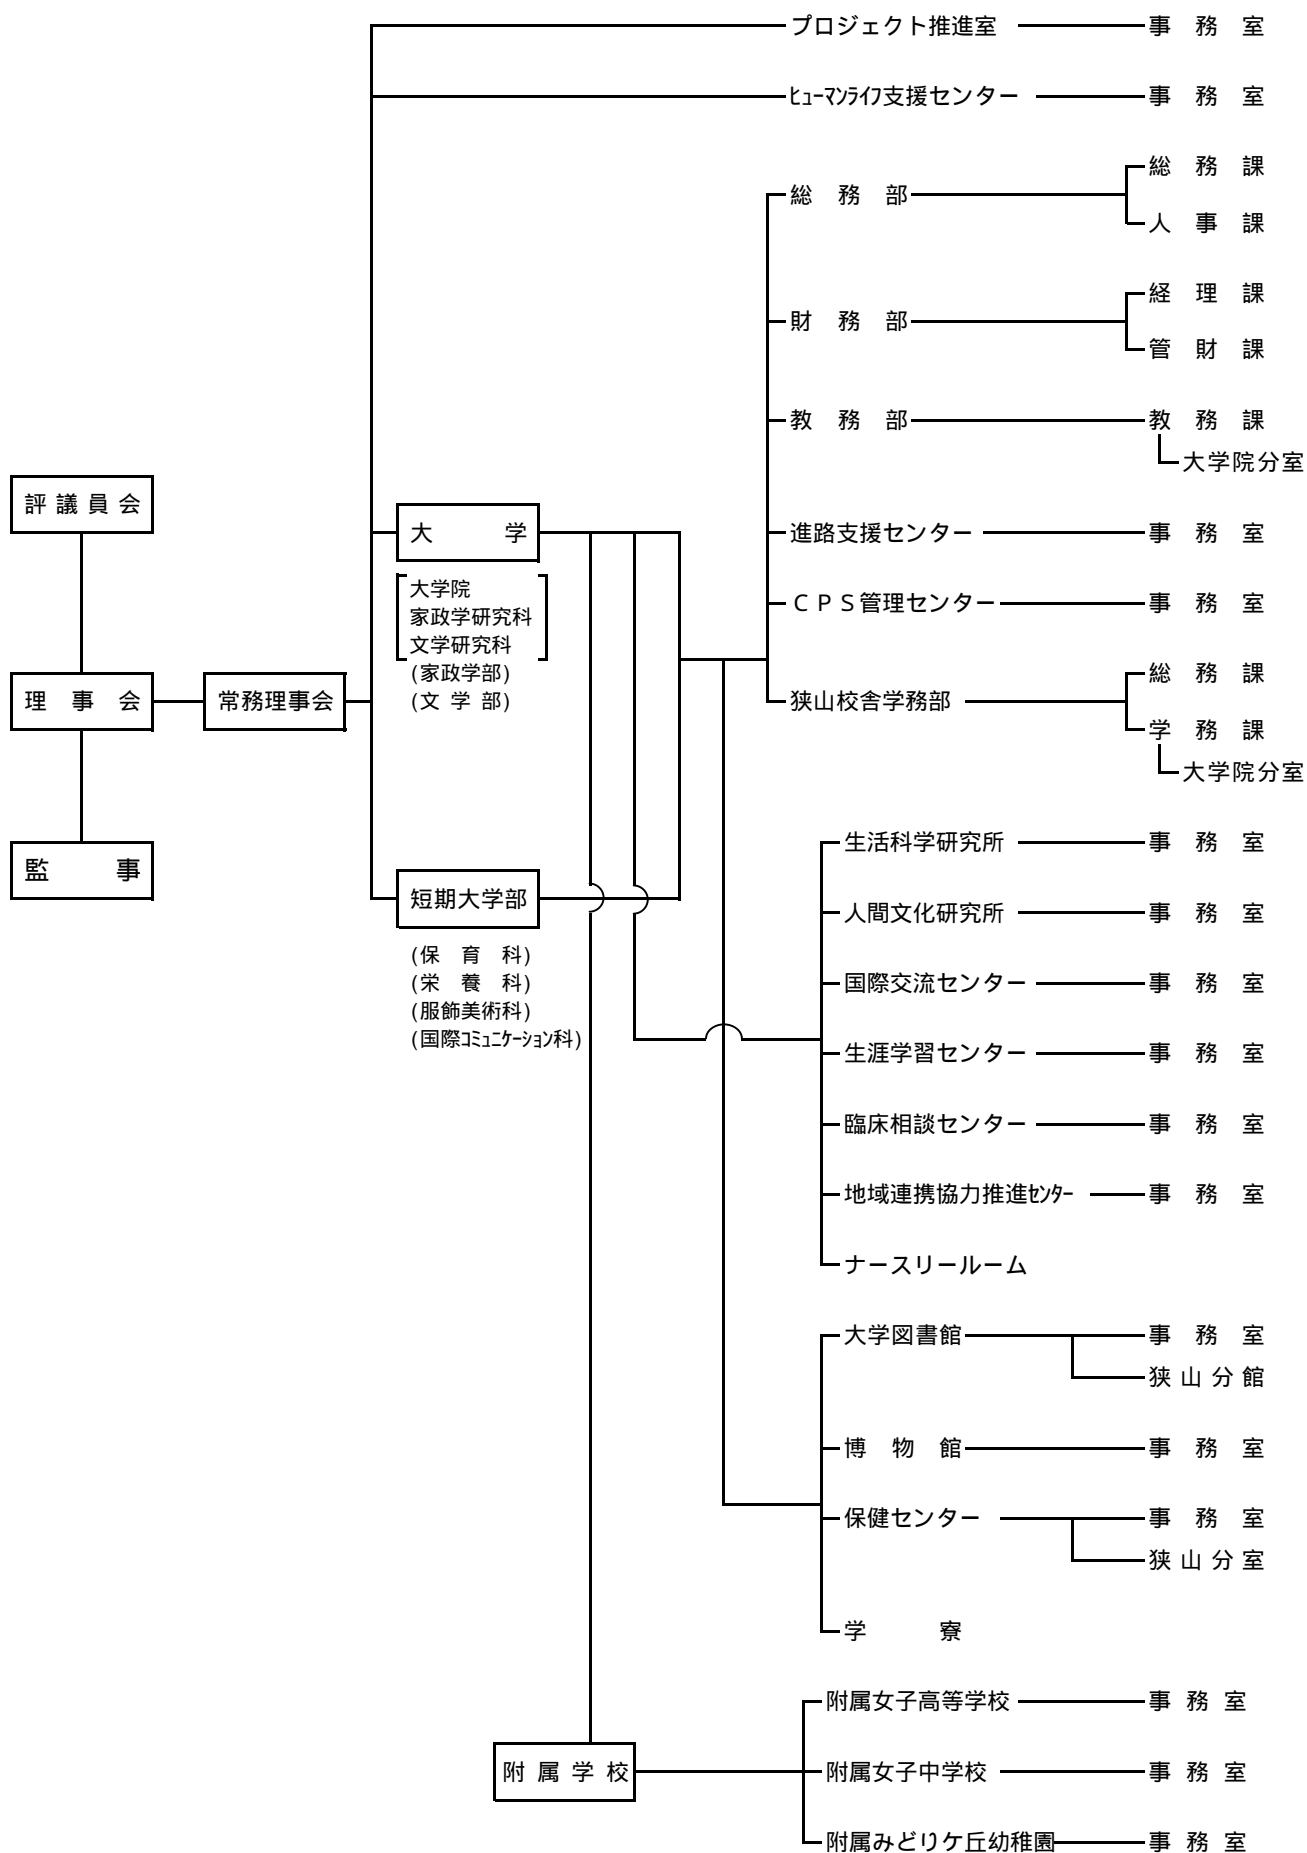 プロジェクト推進室 事務室
ﾋｭｰﾏﾝﾗｲﾌ支援センター 事務室
総務課
総務部
人事課
経理課
財務部
管財課
教務部 教務課
大学院分室
評議員会
大学
進路支援センター 事務室
大学院
家政学研究科
文学研究科
(家政学部)
(文学部)
ＣＰＳ管理センター 事務室
総務課
理事会 常務理事会 狭山校舎学務部
学務課
大学院分室
監事
生活科学研究所 事務室
短期大学部
人間文化研究所 事務室
(保育科)
(栄養科)
(服飾美術科)
(国際ｺﾐｭﾆｹｰｼｮﾝ科)
国際交流センター 事務室
生涯学習センター 事務室
臨床相談センター 事務室
地域連携協力推進ｾﾝﾀｰ 事務室
ナースリールーム
大学図書館 事務室
狭山分館
博物館 事務室
保健センター 事務室
狭山分室
学寮
附属女子高等学校 事務室
附属学校 附属女子中学校 事務室
附属みどりケ丘幼稚園 事務室